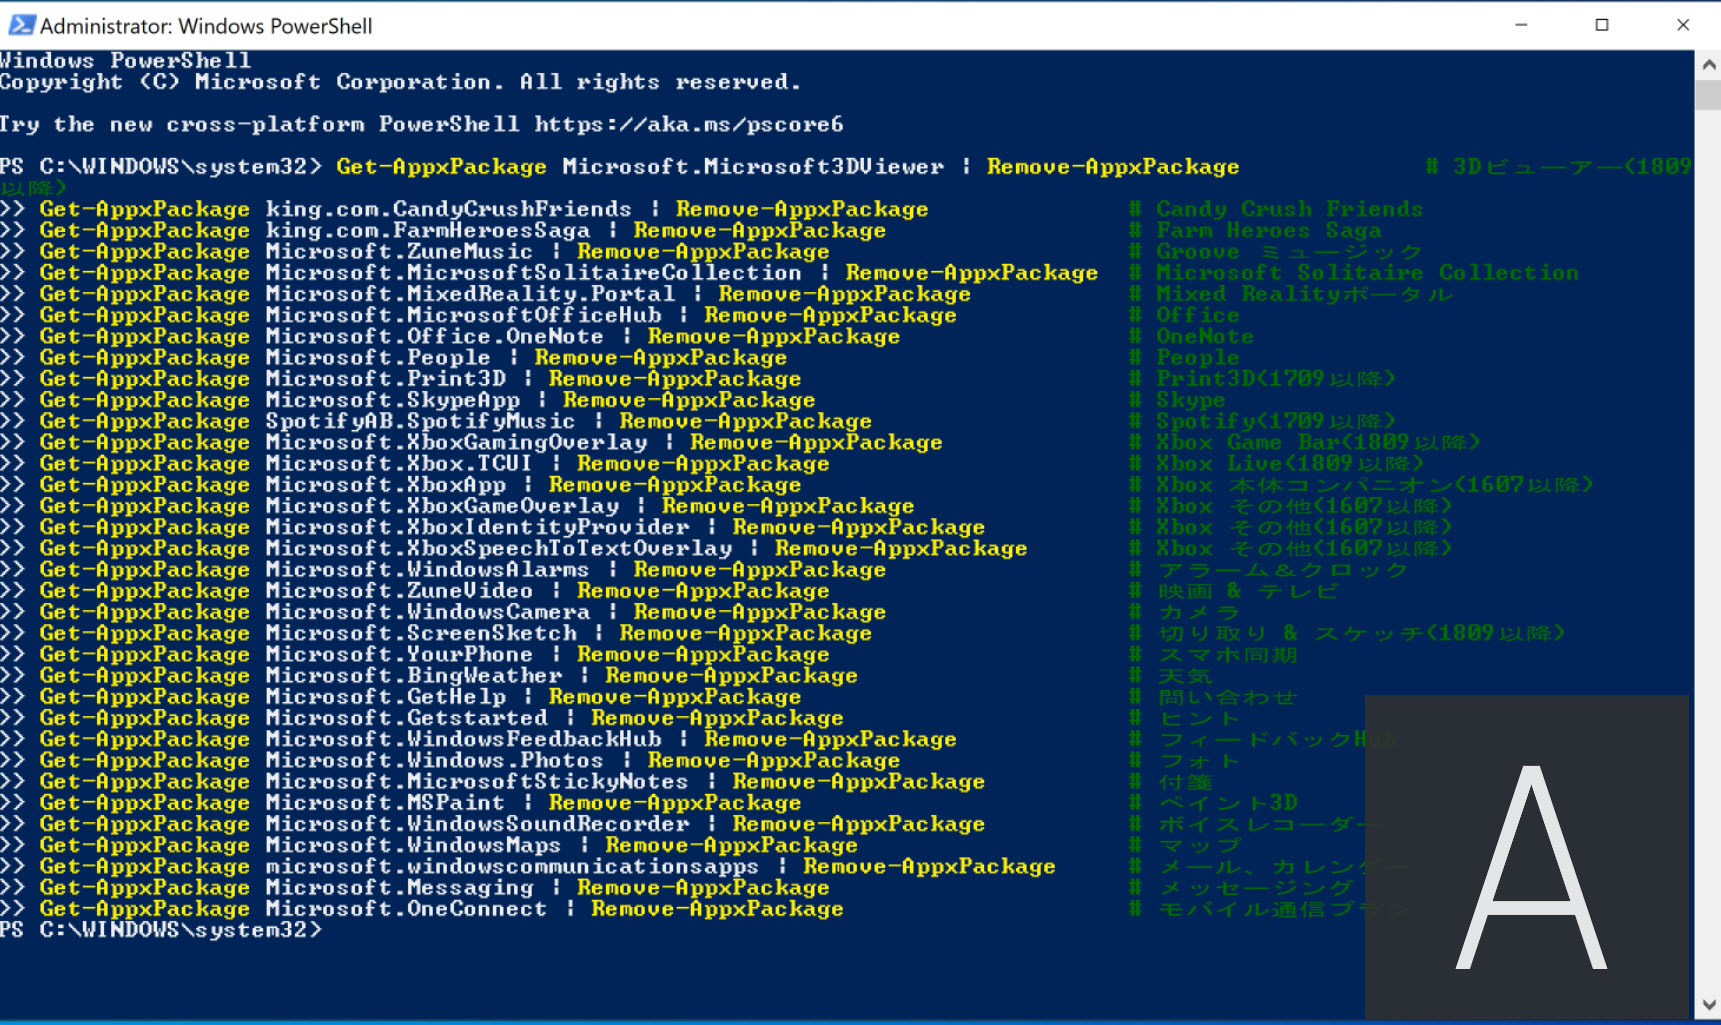 Administrator: Windows PowerShell
Windows PowerShell
Copyright (C) Microsoft Corporation. All rights reserved.
Try the new cross-platform PowerShell https://aka.ms/pscore6
PS C:\WINDOWS\system32> Get-AppxPackage Microsoft.Microsoft3DViewer | Remove-AppxPackage # 3Dビューアー(1809
以降)
>> Get-AppxPackage king.com.CandyCrushFriends | Remove-AppxPackage # Candy Crush Friends
>> Get-AppxPackage king.com.FarmHeroesSaga | Remove-AppxPackage # Farm Heroes Saga
>> Get-AppxPackage Microsoft.ZuneMusic | Remove-AppxPackage # Groove ミュージック
>> Get-AppxPackage Microsoft.MicrosoftSolitaireCollection | Remove-AppxPackage # Microsoft Solitaire Collection
>> Get-AppxPackage Microsoft.MixedReality.Portal | Remove-AppxPackage # Mixed Realityポータル
>> Get-AppxPackage Microsoft.MicrosoftOfficeHub | Remove-AppxPackage # Office
>> Get-AppxPackage Microsoft.Office.OneNote | Remove-AppxPackage # OneNote
>> Get-AppxPackage Microsoft.People | Remove-AppxPackage # People
>> Get-AppxPackage Microsoft.Print3D | Remove-AppxPackage # Print3D(1709以降)
>> Get-AppxPackage Microsoft.SkypeApp | Remove-AppxPackage # Skype
>> Get-AppxPackage SpotifyAB.SpotifyMusic | Remove-AppxPackage # Spotify(1709以降)
>> Get-AppxPackage Microsoft.XboxGamingOverlay | Remove-AppxPackage # Xbox Game Bar(1809以降)
>> Get-AppxPackage Microsoft.Xbox.TCUI | Remove-AppxPackage # Xbox Live(1809以降)
>> Get-AppxPackage Microsoft.XboxApp | Remove-AppxPackage # Xbox 本体コンパニオン(1607以降)
>> Get-AppxPackage Microsoft.XboxGameOverlay | Remove-AppxPackage # Xbox その他(1607以降)
>> Get-AppxPackage Microsoft.XboxIdentityProvider | Remove-AppxPackage # Xbox その他(1607以降)
>> Get-AppxPackage Microsoft.XboxSpeechToTextOverlay | Remove-AppxPackage # Xbox その他(1607以降)
>> Get-AppxPackage Microsoft.WindowsAlarms | Remove-AppxPackage # アラーム&クロック
>> Get-AppxPackage Microsoft.ZuneVideo | Remove-AppxPackage # 映画 & テレビ
>> Get-AppxPackage Microsoft.WindowsCamera | Remove-AppxPackage # カメラ
>> Get-AppxPackage Microsoft.ScreenSketch | Remove-AppxPackage # 切り取り & スケッチ(1809以降)
>> Get-AppxPackage Microsoft.YourPhone | Remove-AppxPackage # スマホ同期
>> Get-AppxPackage Microsoft.BingWeather | Remove-AppxPackage # 天気
>> Get-AppxPackage Microsoft.GetHelp | Remove-AppxPackage # 問い合わせ
>> Get-AppxPackage Microsoft.Getstarted | Remove-AppxPackage # ヒント
>> Get-AppxPackage Microsoft.WindowsFeedbackHub | Remove-AppxPackage # フィードバックHub
>> Get-AppxPackage Microsoft.Windows.Photos | Remove-AppxPackage # フォト
>> Get-AppxPackage Microsoft.MicrosoftStickyNotes | Remove-AppxPackage # 付箋
>> Get-AppxPackage Microsoft.MSPaint | Remove-AppxPackage # ペイント3D
>> Get-AppxPackage Microsoft.WindowsSoundRecorder | Remove-AppxPackage # ボイスレコーダー
>> Get-AppxPackage Microsoft.WindowsMaps | Remove-AppxPackage # マップ
>> Get-AppxPackage microsoft.windowscommunicationsapps | Remove-AppxPackage # メール、カレンダー
>> Get-AppxPackage Microsoft.Messaging | Remove-AppxPackage # メッセージング
>> Get-AppxPackage Microsoft.OneConnect | Remove-AppxPackage # モバイル通信プラン
PS C:\WINDOWS\system32>
A